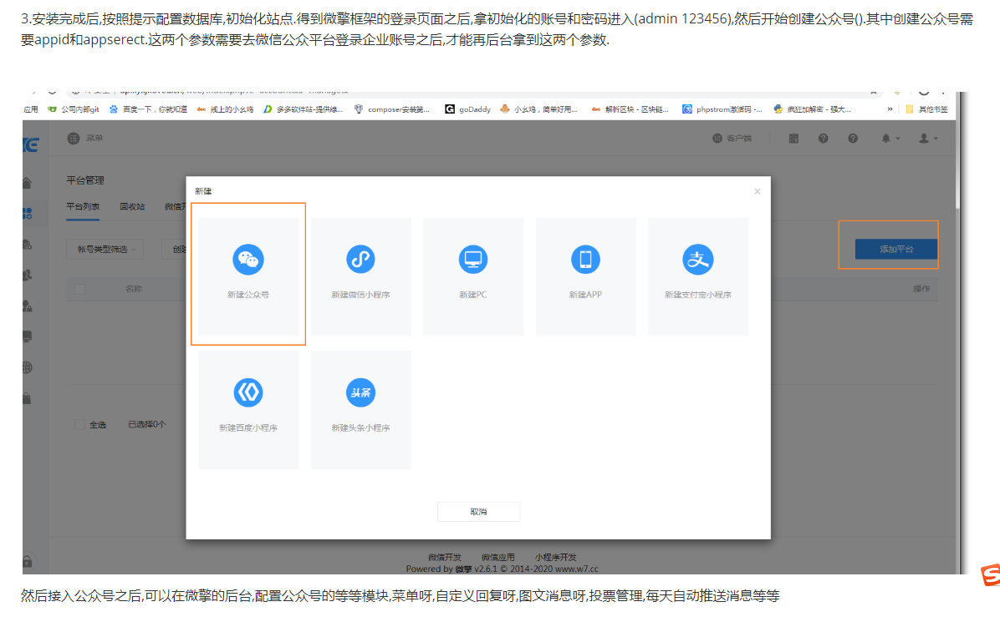 3.安装完成后,按照提示配置数据库,初始化站点.得到微擎框架的登录页面之后,拿初始化的账号和密码进入(admin 123456),然后开始创建公众号().其中创建公众号需
要appid和appserect.这两个参数需要去微信公众平台登录企业账号之后,才能再后台拿到这两个参数.
应用 公司内部git 百度一下,你就知道 线上的小幺鸡 多多软件站-提供绿... composer安装第... goDaddy 小幺鸡,简单好用... 解析区块 - 区块链... phpstrom激活码 -... 疯狂加解密 - 强大... » 其他书签
菜单 客户端
平台管理
新建 ×
平台列表 回收站 微信开
帐号类型筛选 创建 添加平台
名称 操作
新建公众号 新建微信小程序 新建PC 新建APP 新建支付宝小程序
头条
新建百度小程序 新建头条小程序
全选 已选择0个
取消
微信开发 微信应用 小程序开发
Powered by 微擎 v2.6.1 © 2014-2020 www.w7.cc
然后接入公众号之后,可以在微擎的后台,配置公众号的等等模块,菜单呀,自定义回复呀,图文消息呀,投票管理,每天自动推送消息等等